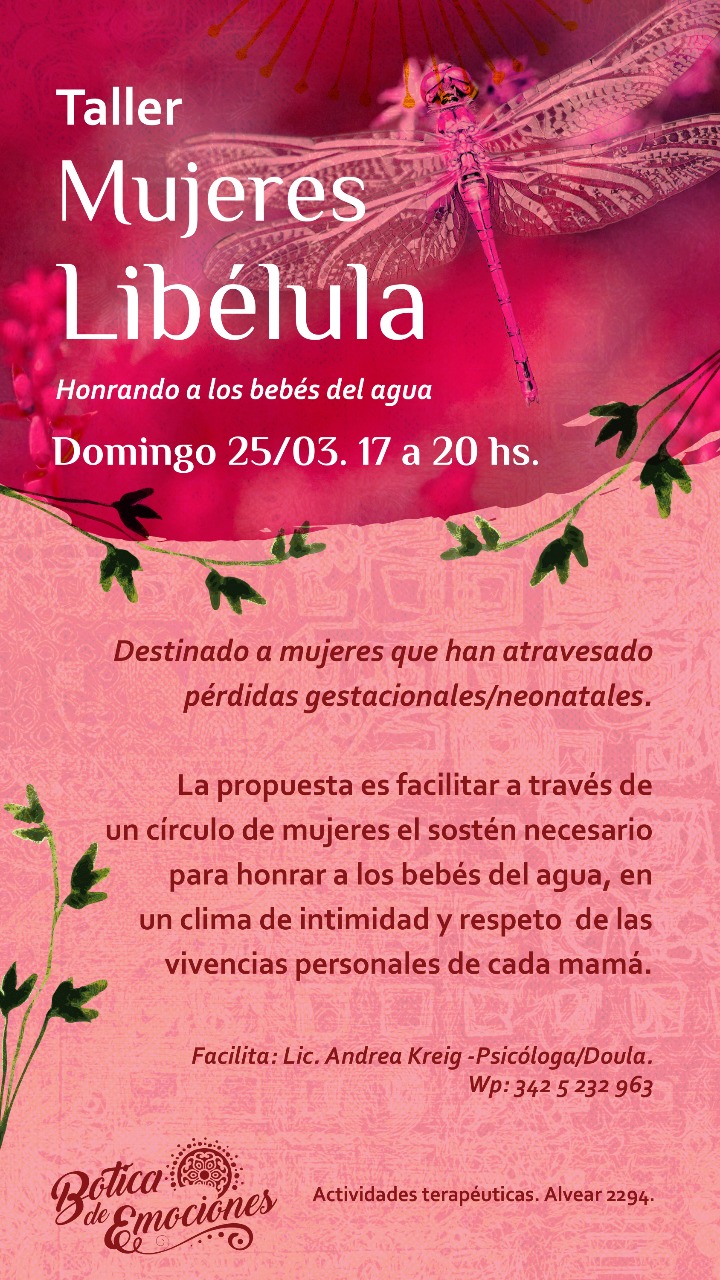 Taller
Mujeres
Libélula
Honrando a los bebés del agua
Domingo 25/03. 17 a 20 hs.
Destinado a mujeres que han atravesado
pérdidas gestacionales/neonatales.
La propuesta es facilitar a través de
un círculo de mujeres el sostén necesario
para honrar a los bebés del agua, en
un clima de intimidad y respeto de las
vivencias personales de cada mamá.
Facilita: Lic. Andrea Kreig -Psicóloga/Doula.
Wp: 342 5 232 963
Botica
de Emociones
Actividades terapéuticas. Alvear 2294.